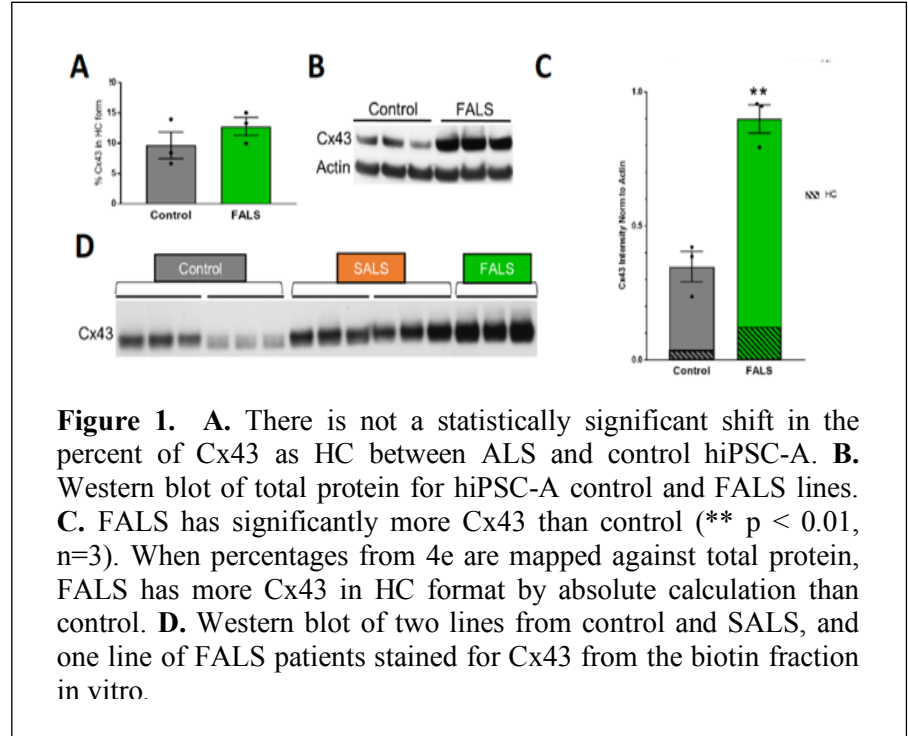 A
B
C
20
15
10
5
0
% Cx43 in HC form
Control
FALS
Control
FALS
Cx43
Actin
**
1.0
0.5
0.0
Cx43 Intensity Norm to Actin
HC
Control
FALS
D
Control
SALS
FALS
Cx43
Figure 1. A. There is not a statistically significant shift in the
percent of Cx43 as HC between ALS and control hiPSC-A. B.
Western blot of total protein for hiPSC-A control and FALS lines.
C. FALS has significantly more Cx43 than control (** p < 0.01,
n=3). When percentages from 4e are mapped against total protein,
FALS has more Cx43 in HC format by absolute calculation than
control. D. Western blot of two lines from control and SALS, and
one line of FALS patients stained for Cx43 from the biotin fraction
in vitro.